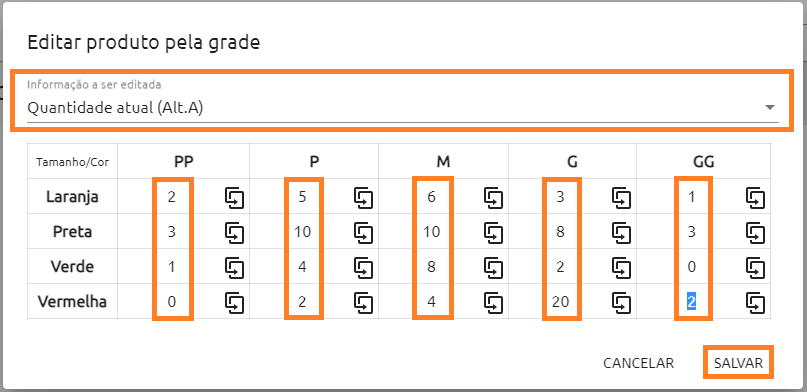 Editar produto pela grade
Informação a ser editada
Quantidade atual (Alt.A)
Tamanho/Cor PP P M G GG
Laranja 2 5 6 3 1
Preta 3 10 10 8 3
Verde 1 4 8 2 0
Vermelha 0 2 4 20 2
CANCELAR SALVAR